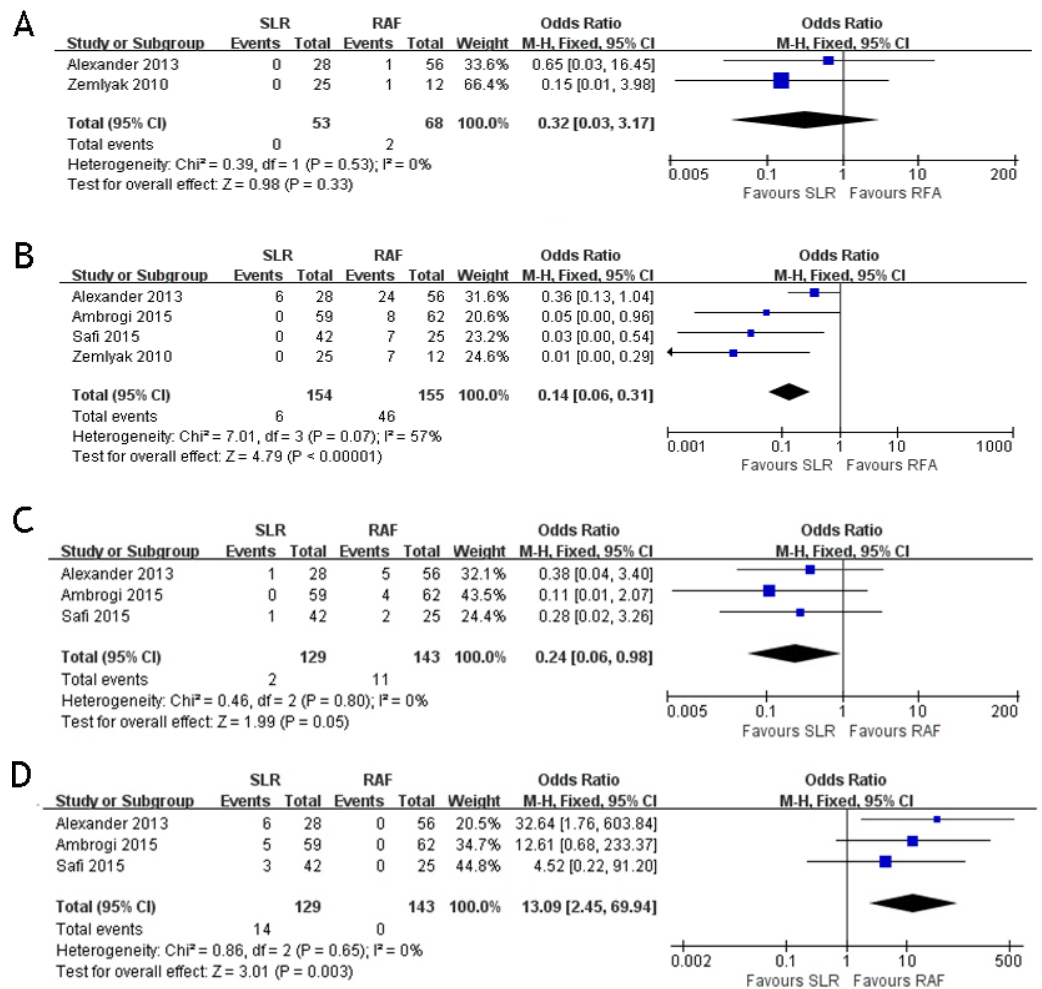 A
SLR RAF Odds Ratio Odds Ratio
Study or Subgroup Events Total Events Total Weight M-H, Fixed, 95% CI M-H, Fixed, 95% CI
Alexander 2013 0 28 1 56 33.6% 0.65 [0.03, 16.45]
Zemlyak 2010 0 25 1 12 66.4% 0.15 [0.01, 3.98]
Total (95% CI) 53 68 100.0% 0.32 [0.03, 3.17]
Total events 0 2
Heterogeneity: Chi² = 0.39, df = 1 (P = 0.53); I² = 0%
Test for overall effect: Z = 0.98 (P = 0.33)
0.005 0.1 1 10 200
Favours SLR Favours RFA
B
SLR RAF Odds Ratio Odds Ratio
Study or Subgroup Events Total Events Total Weight M-H, Fixed, 95% CI M-H, Fixed, 95% CI
Alexander 2013 6 28 24 56 31.6% 0.36 [0.13, 1.04]
Ambrogi 2015 0 59 8 62 20.6% 0.05 [0.00, 0.96]
Safi 2015 0 42 7 25 23.2% 0.03 [0.00, 0.54]
Zemlyak 2010 0 25 7 12 24.6% 0.01 [0.00, 0.29]
Total (95% CI) 154 155 100.0% 0.14 [0.06, 0.31]
Total events 6 46
Heterogeneity: Chi² = 7.01, df = 3 (P = 0.07); I² = 57%
Test for overall effect: Z = 4.79 (P < 0.00001)
0.001 0.1 1 10 1000
Favours SLR Favours RFA
C
SLR RAF Odds Ratio Odds Ratio
Study or Subgroup Events Total Events Total Weight M-H, Fixed, 95% CI M-H, Fixed, 95% CI
Alexander 2013 1 28 5 56 32.1% 0.38 [0.04, 3.40]
Ambrogi 2015 0 59 4 62 43.5% 0.11 [0.01, 2.07]
Safi 2015 1 42 2 25 24.4% 0.28 [0.02, 3.26]
Total (95% CI) 129 143 100.0% 0.24 [0.06, 0.98]
Total events 2 11
Heterogeneity: Chi² = 0.46, df = 2 (P = 0.80); I² = 0%
Test for overall effect: Z = 1.99 (P = 0.05)
0.005 0.1 1 10 200
Favours SLR Favours RAF
D
SLR RAF Odds Ratio Odds Ratio
Study or Subgroup Events Total Events Total Weight M-H, Fixed, 95% CI M-H, Fixed, 95% CI
Alexander 2013 6 28 0 56 20.5% 32.64 [1.76, 603.84]
Ambrogi 2015 5 59 0 62 34.7% 12.61 [0.68, 233.37]
Safi 2015 3 42 0 25 44.8% 4.52 [0.22, 91.20]
Total (95% CI) 129 143 100.0% 13.09 [2.45, 69.94]
Total events 14 0
Heterogeneity: Chi² = 0.86, df = 2 (P = 0.65); I² = 0%
Test for overall effect: Z = 3.01 (P = 0.003)
0.002 0.1 1 10 500
Favours SLR Favours RAF